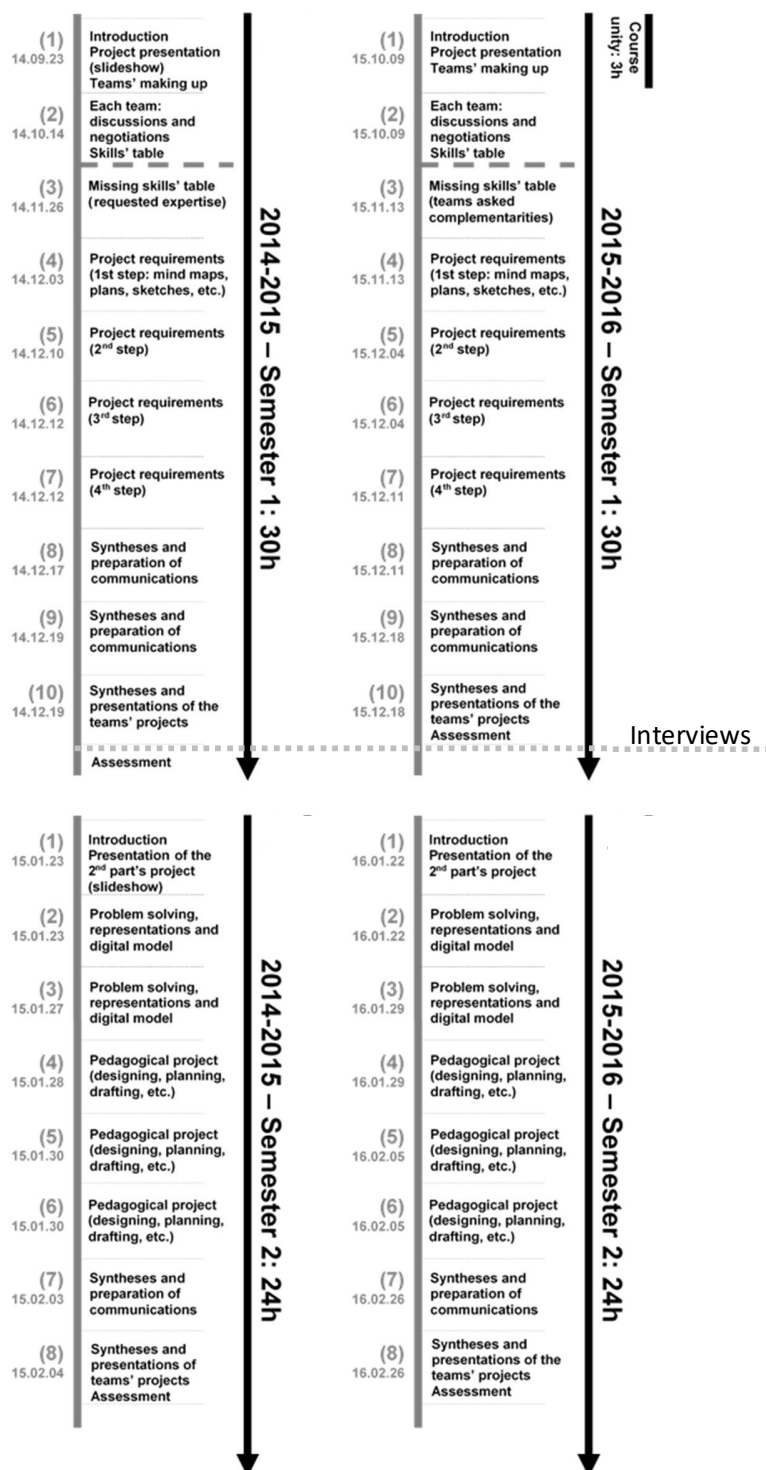 (1)
14.09.23
Introduction
Project presentation
(slideshow)
Teams' making up
(2)
14.10.14
Each team:
discussions and
negotiations
Skills' table
(3)
14.11.26
Missing skills' table
(requested expertise)
(4)
14.12.03
Project requirements
(1st step: mind maps,
plans, sketches, etc.)
(5)
14.12.10
Project requirements
(2nd step)
(6)
14.12.12
Project requirements
(3rd step)
(7)
14.12.12
Project requirements
(4th step)
(8)
14.12.17
Syntheses and
preparation of
communications
(9)
14.12.19
Syntheses and
preparation of
communications
(10)
14.12.19
Syntheses and
presentations of the
teams' projects
Assessment
2014-2015 – Semester 1: 30h
(1)
15.10.09
Introduction
Project presentation
Teams' making up
(2)
15.10.09
Each team:
discussions and
negotiations
Skills' table
(3)
15.11.13
Missing skills' table
(teams asked
complementarities)
(4)
15.11.13
Project requirements
(1st step: mind maps,
plans, sketches, etc.)
(5)
15.12.04
Project requirements
(2nd step)
(6)
15.12.04
Project requirements
(3rd step)
(7)
15.12.11
Project requirements
(4th step)
(8)
15.12.11
Syntheses and
preparation of
communications
(9)
15.12.18
Syntheses and
preparation of
communications
(10)
15.12.18
Syntheses and
presentations of the
teams' projects
Assessment
2015-2016 – Semester 1: 30h
Course
unity: 3h
Interviews
(1)
15.01.23
Introduction
Presentation of the
2nd part's project
(slideshow)
(2)
15.01.23
Problem solving,
representations and
digital model
(3)
15.01.27
Problem solving,
representations and
digital model
(4)
15.01.28
Pedagogical project
(designing, planning,
drafting, etc.)
(5)
15.01.30
Pedagogical project
(designing, planning,
drafting, etc.)
(6)
15.01.30
Pedagogical project
(designing, planning,
drafting, etc.)
(7)
15.02.03
Syntheses and
preparation of
communications
(8)
15.02.04
Syntheses and
presentations of
teams' projects
Assessment
2014-2015 – Semester 2: 24h
(1)
16.01.22
Introduction
Presentation of the
2nd part's project
(2)
16.01.22
Problem solving,
representations and
digital model
(3)
16.01.29
Problem solving,
representations and
digital model
(4)
16.01.29
Pedagogical project
(designing, planning,
drafting, etc.)
(5)
16.02.05
Pedagogical project
(designing, planning,
drafting, etc.)
(6)
16.02.05
Pedagogical project
(designing, planning,
drafting, etc.)
(7)
16.02.26
Syntheses and
preparation of
communications
(8)
16.02.26
Syntheses and
presentations of the
teams' projects
Assessment
2015-2016 – Semester 2: 24h